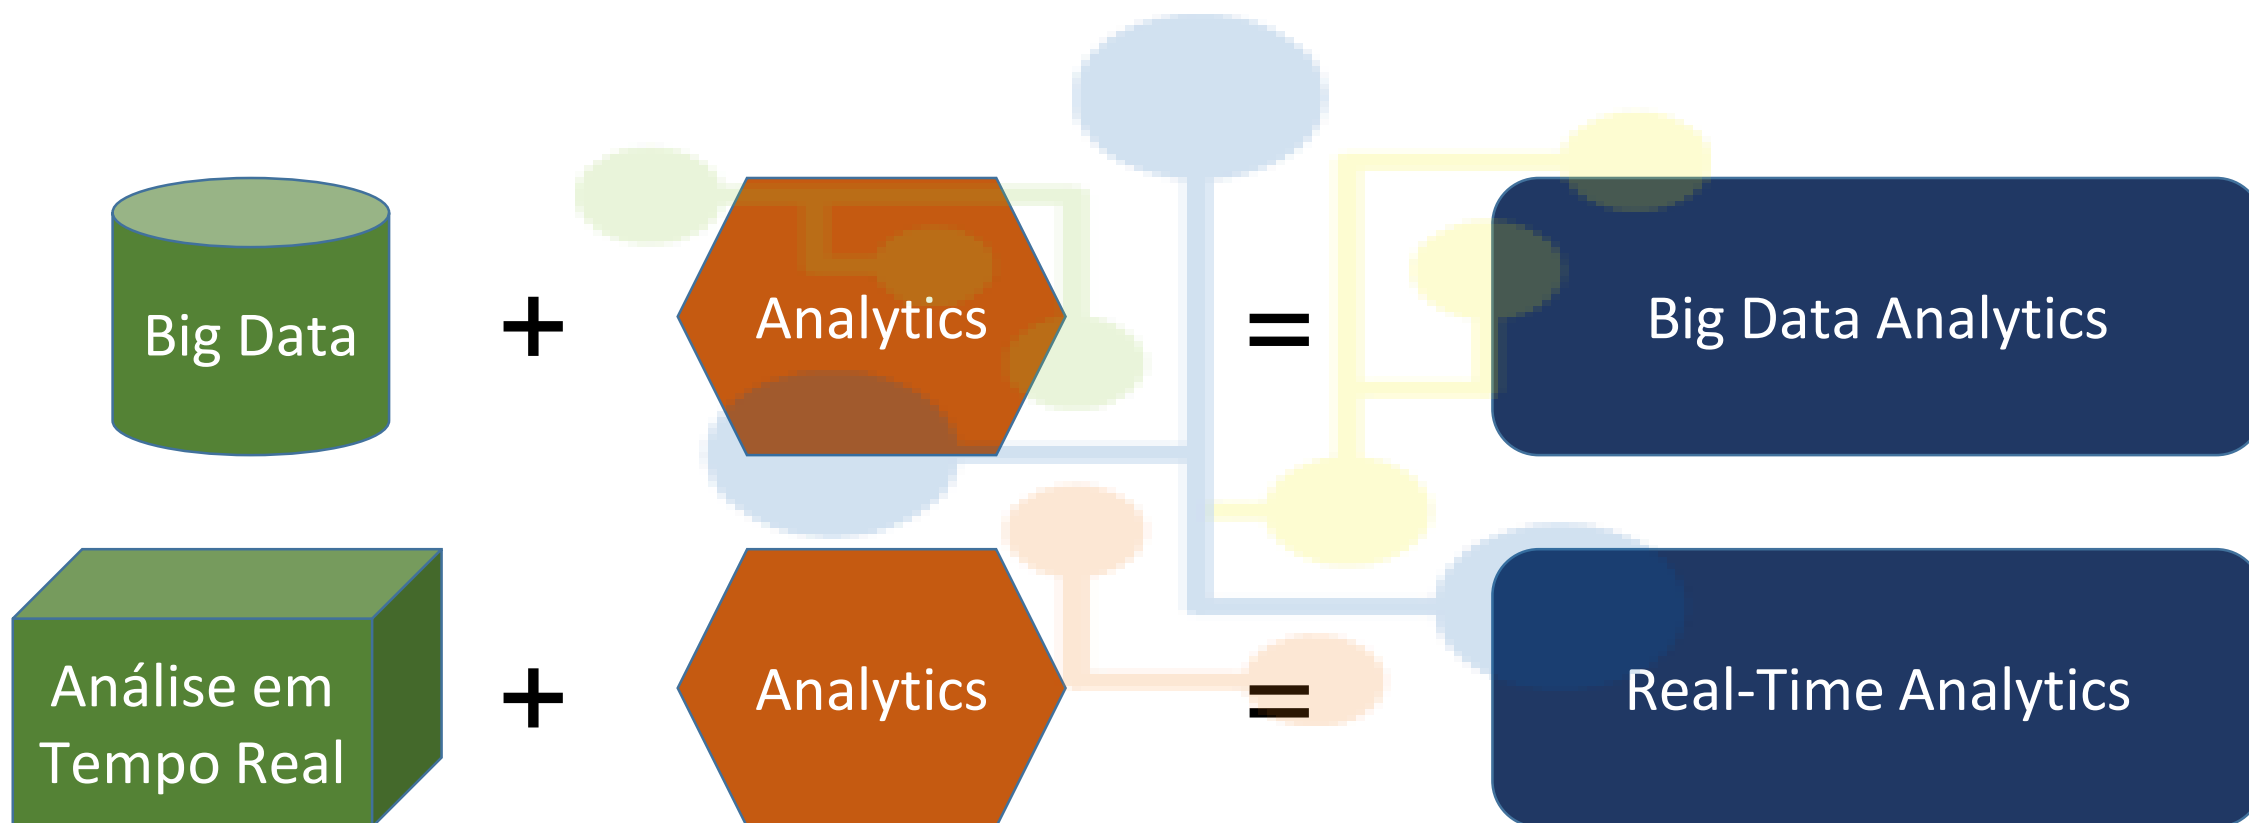 Big Data
+
Analytics
=
Big Data Analytics
Análise em
Tempo Real
+
Analytics
=
Real-Time Analytics